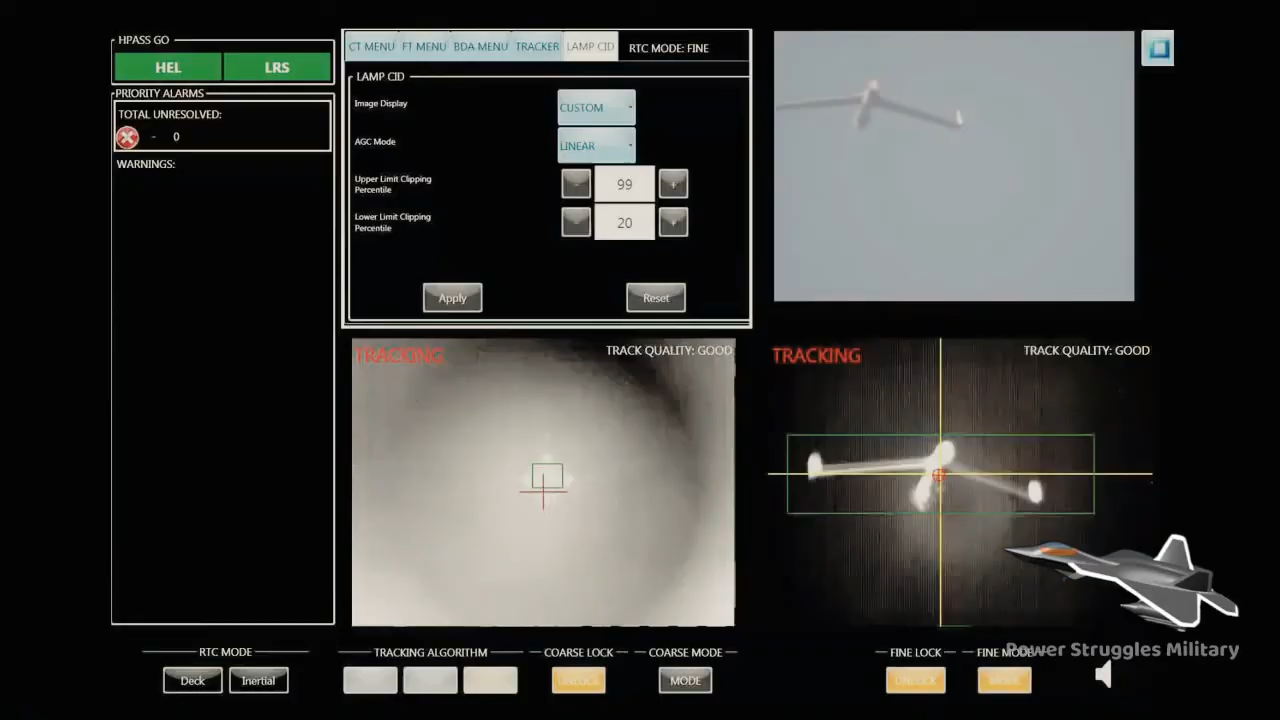 HPASS GO
HEL
LRS
PRIORITY ALARMS
TOTAL UNRESOLVED:
- 0
WARNINGS:
CT MENU
FT MENU
BDA MENU
TRACKER
LAMP CID
RTC MODE: FINE
LAMP CID
Image Display
CUSTOM
AGC Mode
LINEAR
Upper Limit Clipping
Percentile
- 99 +
Lower Limit Clipping
Percentile
- 20 +
Apply
Reset
TRACKING
TRACK QUALITY: GOOD
TRACKING
TRACK QUALITY: GOOD
RTC MODE
Deck
Inertial
TRACKING ALGORITHM
COARSE LOCK
UNLOCK
COARSE MODE
MODE
FINE LOCK
UNLOCK
FINE MODE
MODE
Power Struggles Military